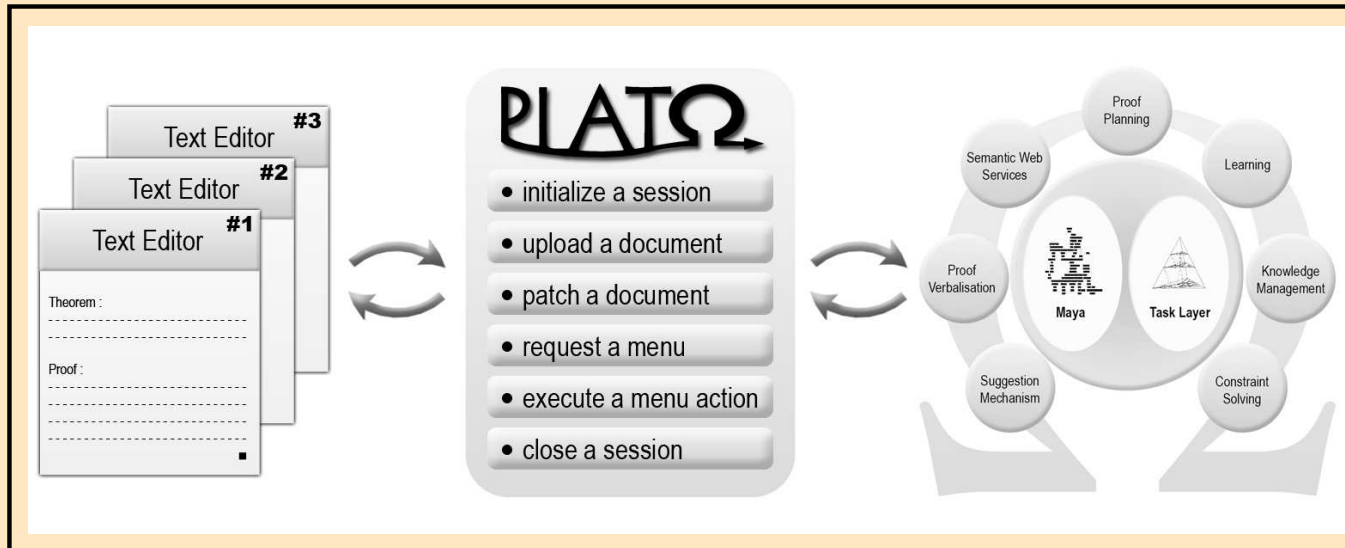 #3
Text Editor
#2
Text Editor
#1
Text Editor
Theorem :
Proof :
PLATΩ
• initialize a session
• upload a document
• patch a document
• request a menu
• execute a menu action
• close a session
Proof
Planning
Semantic Web
Services
Learning
Proof
Verbalisation
Maya
Task Layer
Knowledge
Management
Suggestion
Mechanism
Constraint
Solving